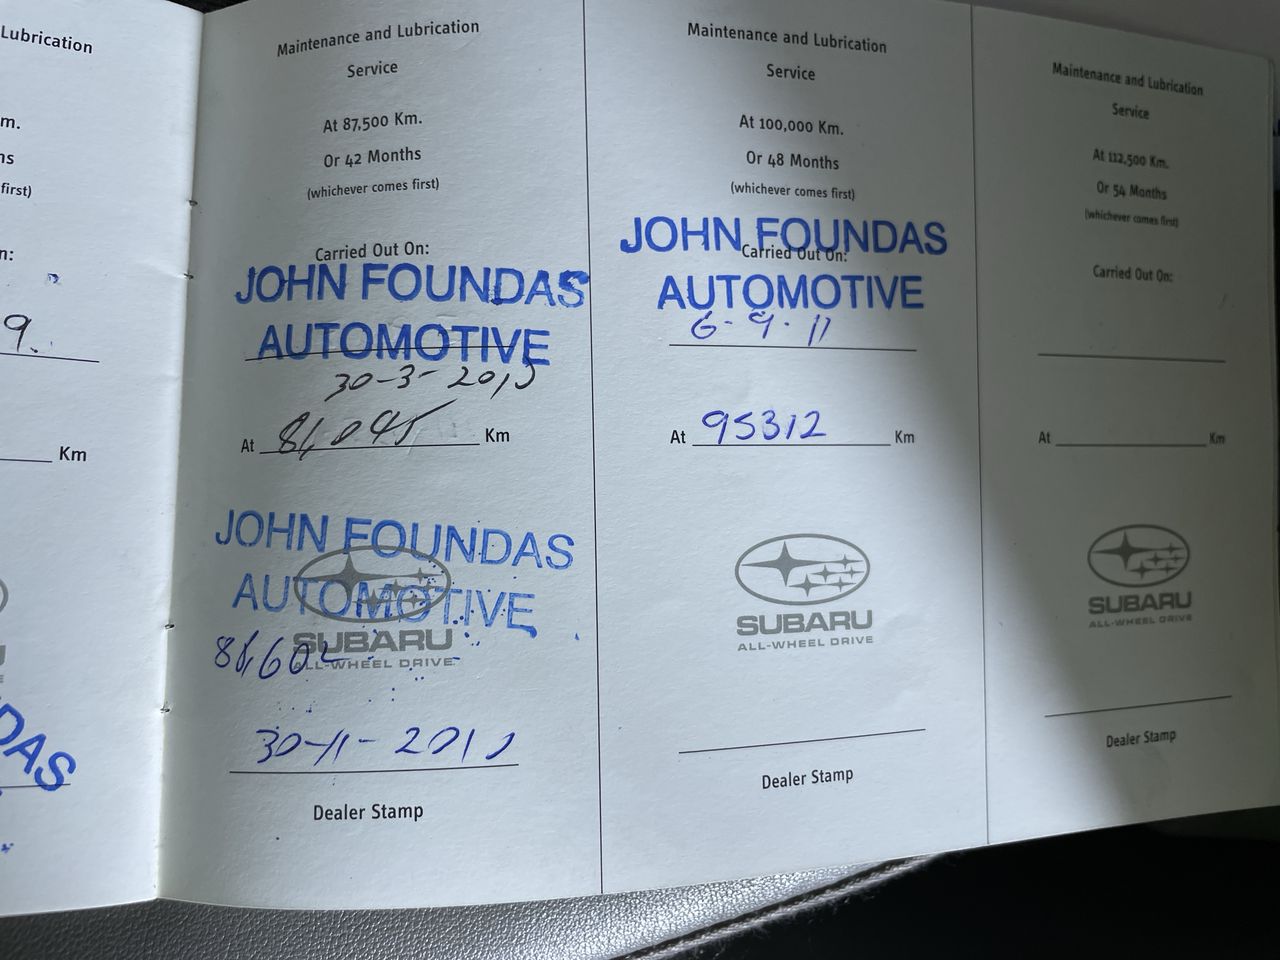 Lubrication
m.
first)
9.
Km
DAS
Maintenance and Lubrication
Service
At 87,500 Km.
Or 42 Months
(whichever comes first)
Carried Out On:
JOHN FOUNDAS
AUTOMOTIVE
30-3-
At
Km
JOHN FOUNDAS
AUTOMOTIVE
SUBARU
ALL-WHEEL DRIVE
30-11-
Dealer Stamp
Maintenance and Lubrication
Service
At 100,000 Km.
Or 48 Months
(whichever comes first)
JOHN FOUNDAS
Carried Out On:
AUTOMOTIVE
6-9-11
At 95312 Km
SUBARU
ALL-WHEEL DRIVE
Dealer Stamp
Maintenance and Lubrication
Service
At 112,500 Km.
Or 54 Months
(whichever comes first)
Carried Out On:
At Km
SUBARU
ALL-WHEEL DRIVE
Dealer Stamp